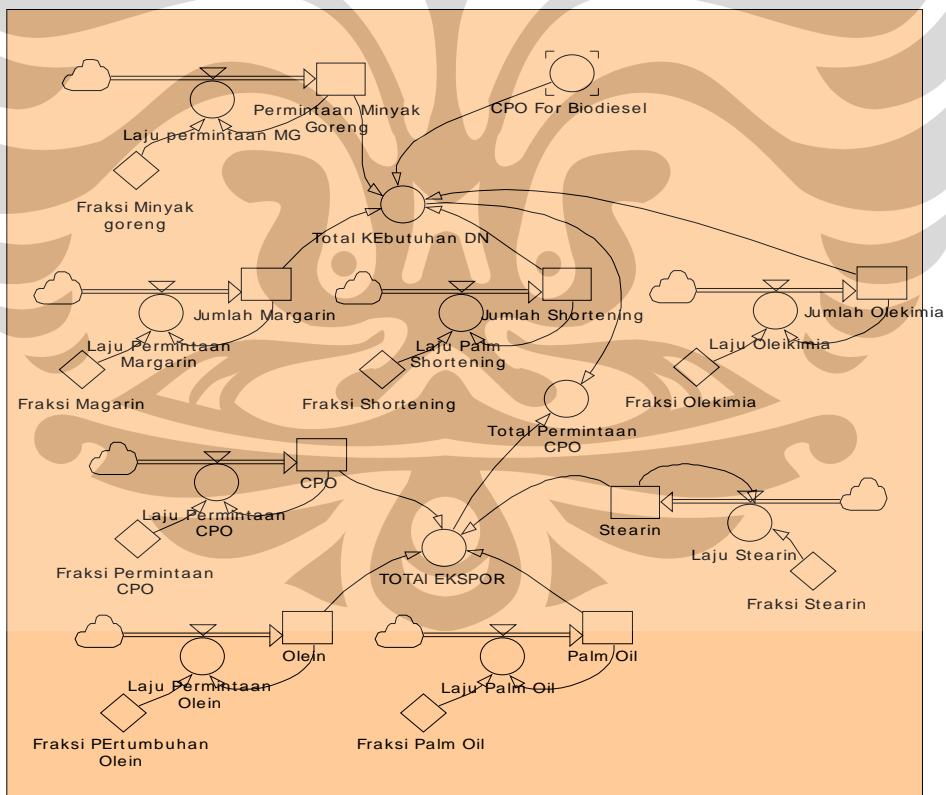 CPO For Biodiesel
Permintaan Minyak
Goreng
Laju permintaan MG
Fraksi Minyak
goreng
Total KEbutuhan DN
Jumlah Margarin
Laju Permintaan
Margarin
Fraksi Magarin
Jumlah Shortening
Laju Palm
Shortening
Fraksi Shortening
Jumlah Olekimia
Laju Oleikimia
Fraksi Olekimia
Total Permintaan
CPO
CPO
Laju Permintaan
CPO
Fraksi Permintaan
CPO
Stearin
Laju Stearin
Fraksi Stearin
TOTAl EKSPOR
Olein
Laju Permintaan
Olein
Fraksi PErtumbuhan
Olein
Palm Oil
Laju Palm Oil
Fraksi Palm Oil